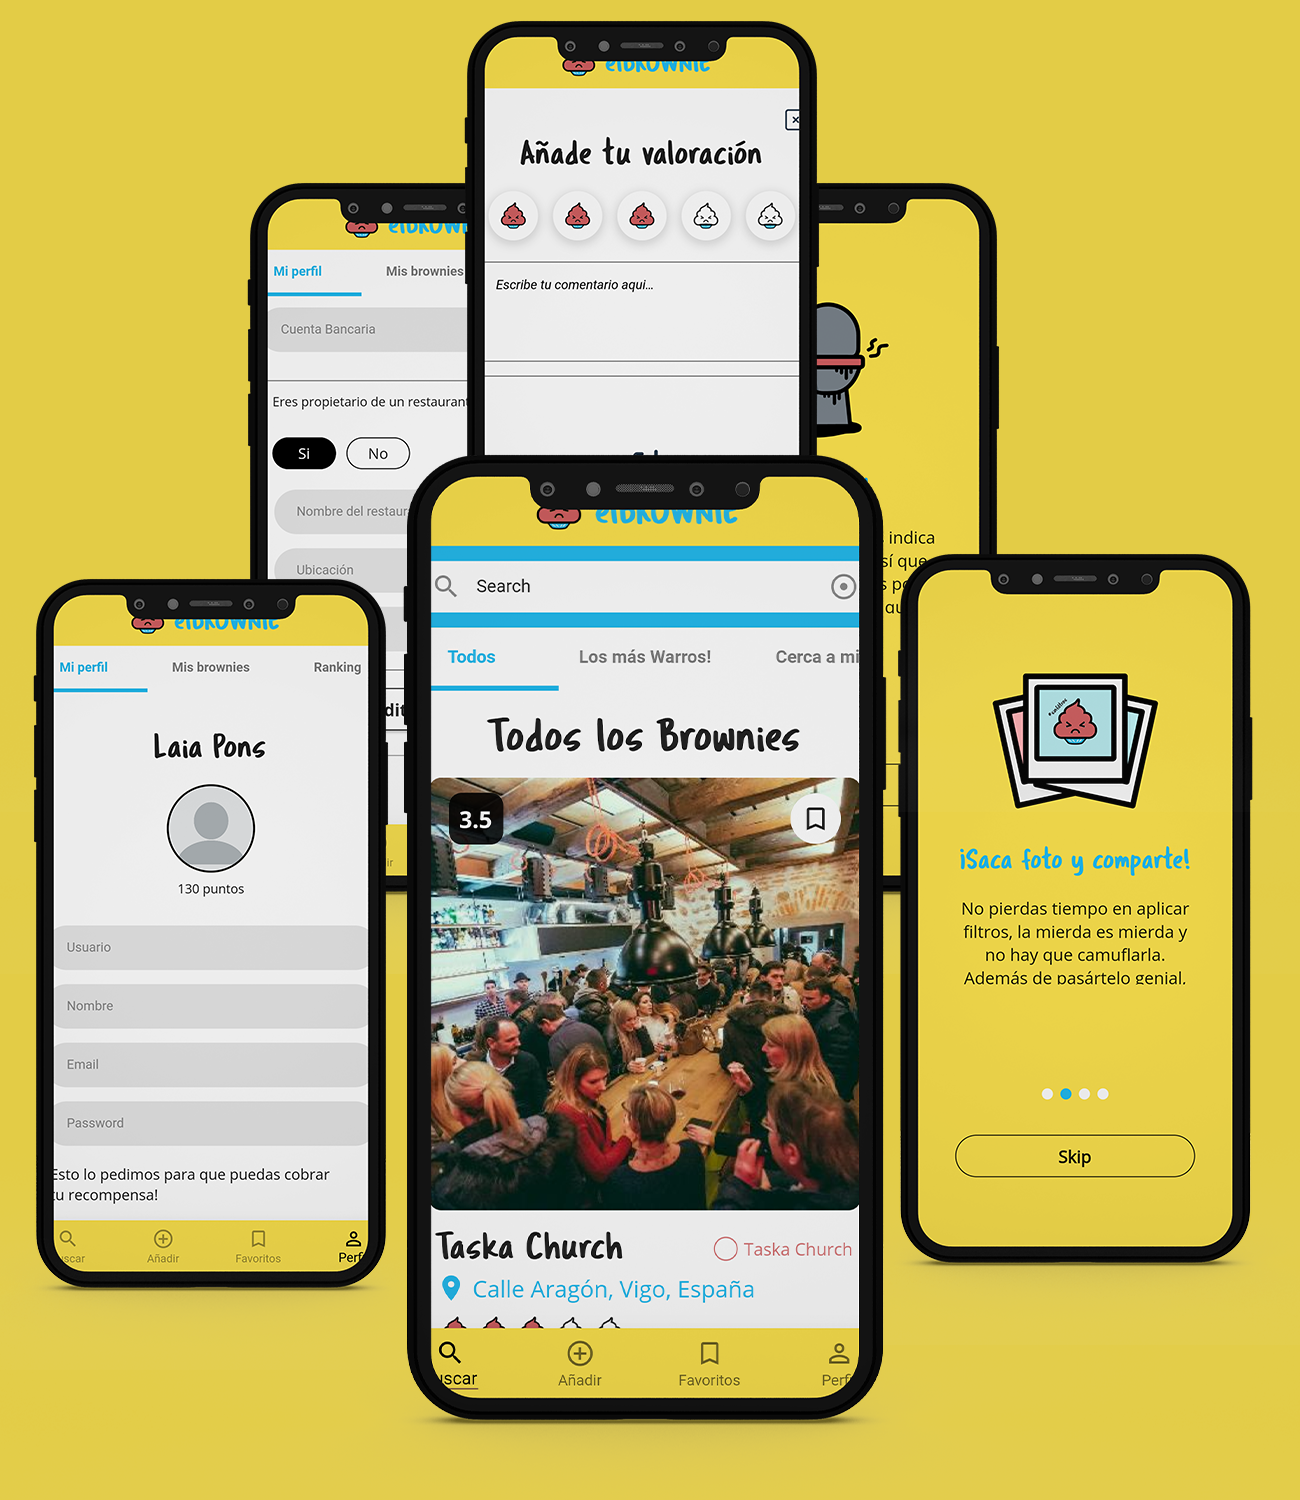 elBROWNIE
Añade tu valoración
Escribe tu comentario aqui...
Mi perfil
Mis brownies
Cuenta Bancaria
Eres propietario de un restaurant
Si
No
Nombre del restaur
Ubicación
indica
sí que
elBROWNIE
Search
Todos
Los más Warros!
Cerca a mi
Todos los Brownies
3.5
Taska Church
Taska Church
Calle Aragón, Vigo, España
uscar
Añadir
Favoritos
Perf
elBROWNIE
Mi perfil
Mis brownies
Ranking
Laia Pons
130 puntos
Usuario
Nombre
Email
Password
Esto lo pedimos para que puedas cobrar
tu recompensa!
uscar
Añadir
Favoritos
Perf
¡Saca foto y comparte!
No pierdas tiempo en aplicar
filtros, la mierda es mierda y
no hay que camuflarla.
Además de pasártelo genial,
Skip